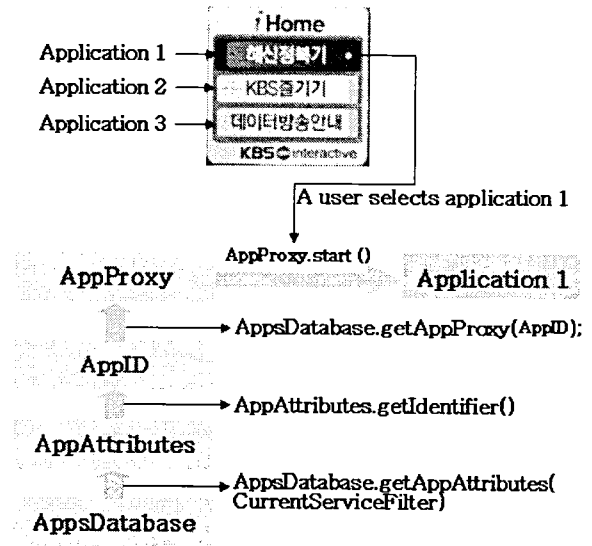 iHome
Application 1
Application 2
KBS즐기기
Application 3
데이터방송안내
KBS interactive
A user selects application 1
AppProxy.start ()
AppProxy
Application 1
AppsDatabase.getAppProxy(AppID);
AppID
AppAttributes.getIdentifier()
AppAttributes
AppsDatabase.getAppAttributes(
CurrentServiceFilter)
AppsDatabase